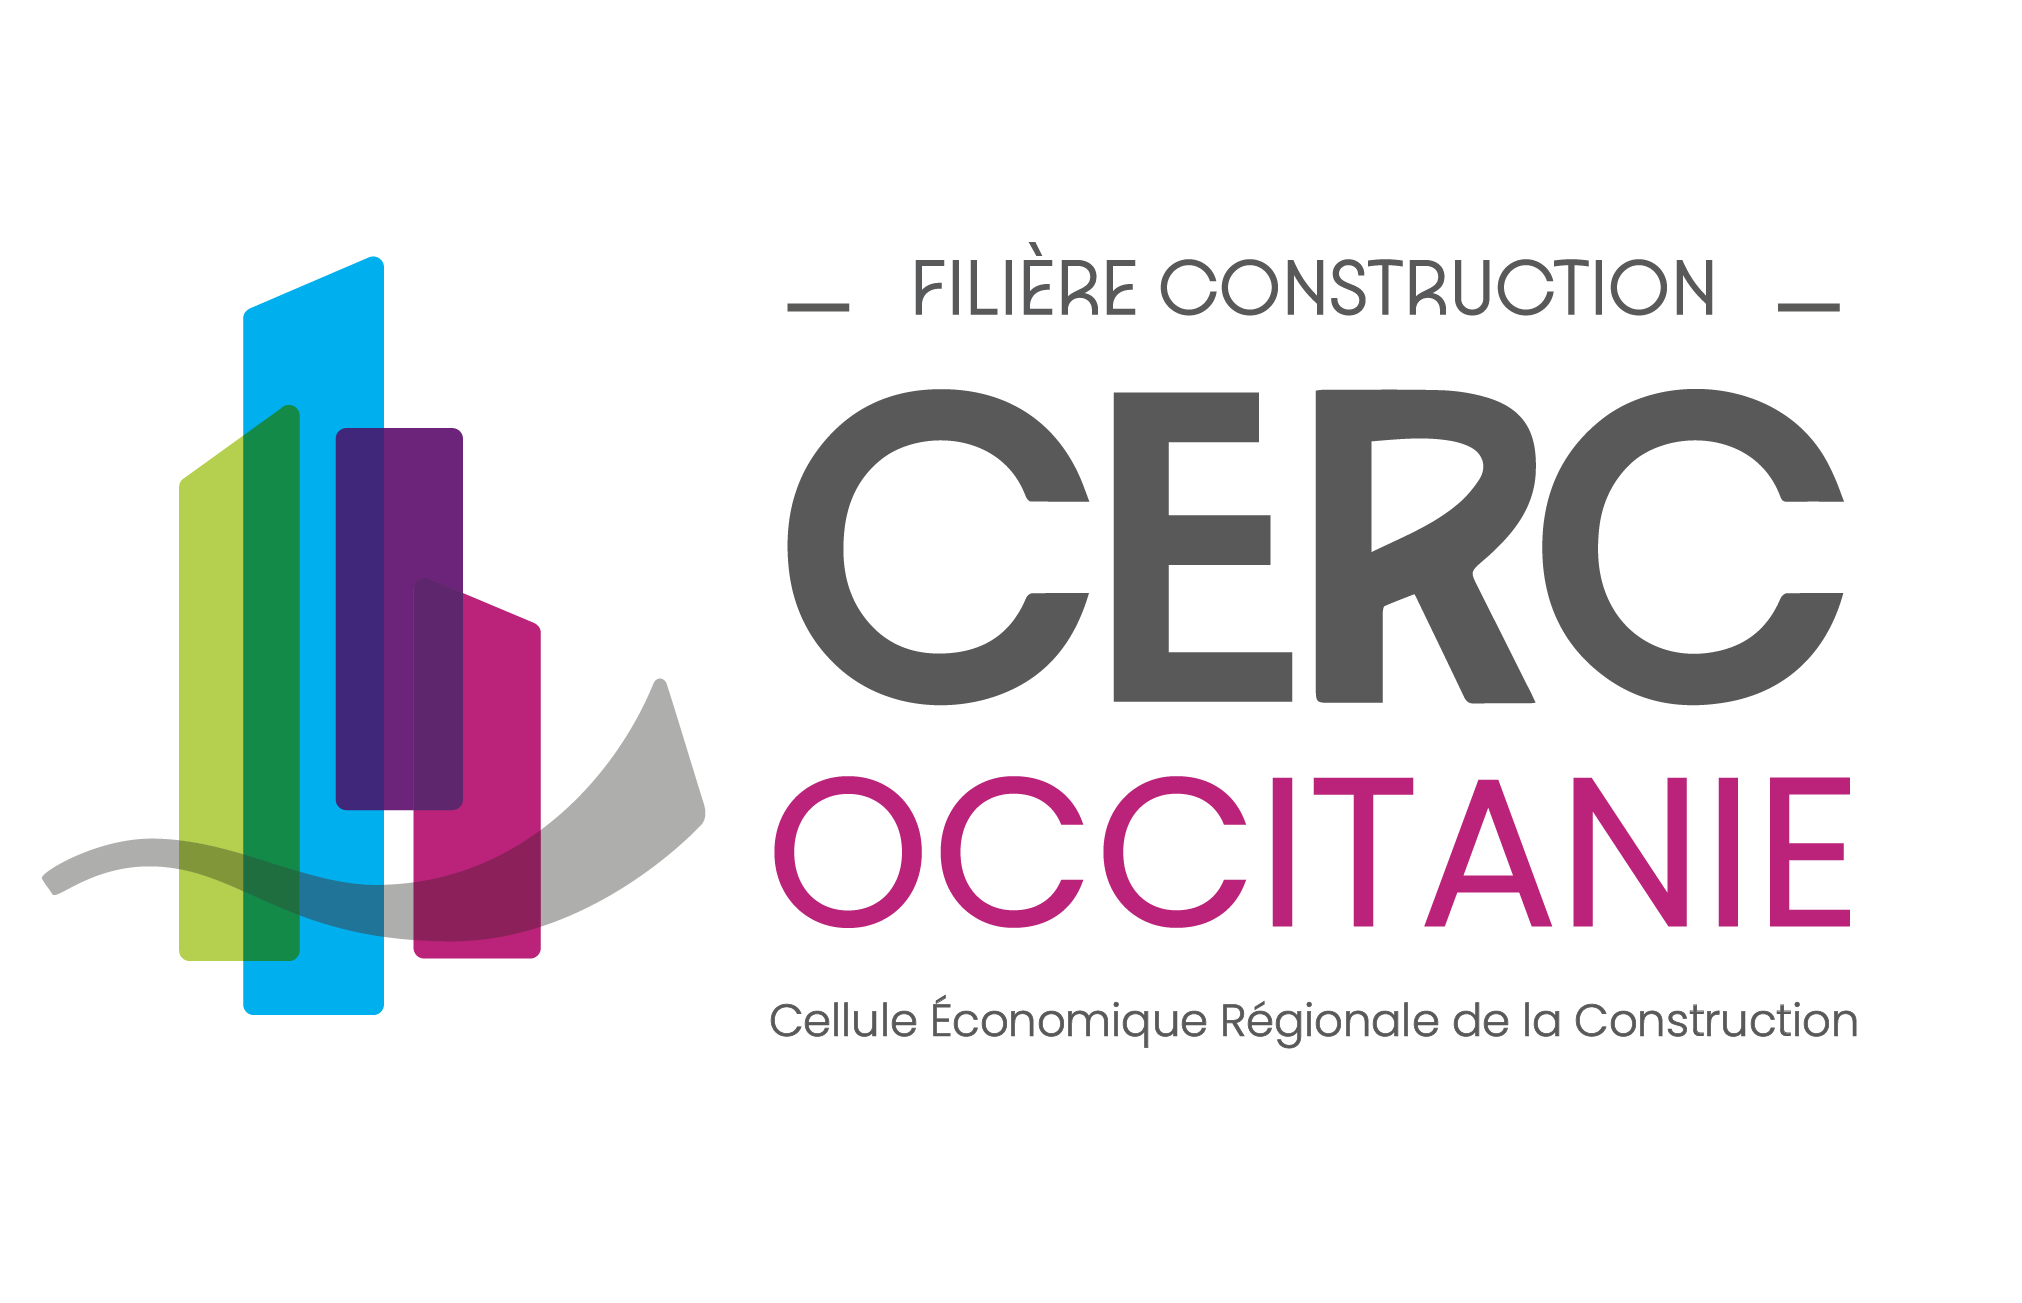 FILIÈRE CONSTRUCTION
CERC
OCCITANIE
Cellule Économique Régionale de la Construction